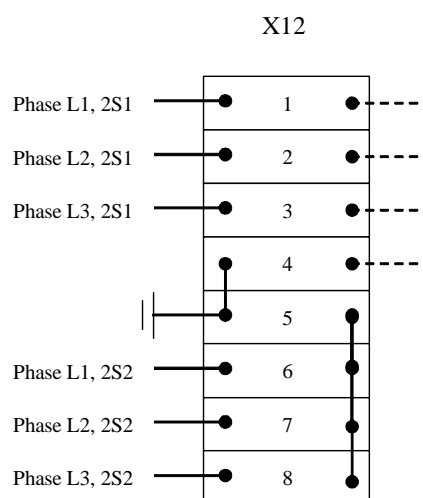 X12
Phase L1, 2S1 1
Phase L2, 2S1 2
Phase L3, 2S1 3
4
5
Phase L1, 2S2 6
Phase L2, 2S2 7
Phase L3, 2S2 8